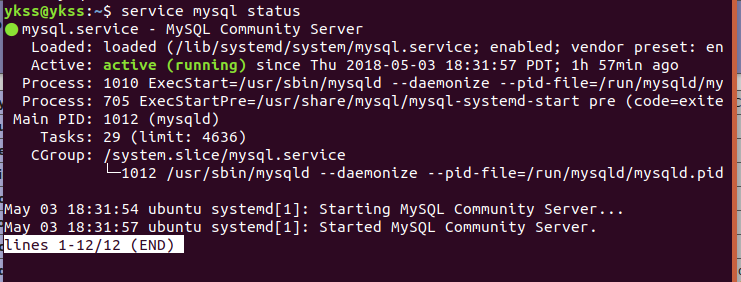 ykss@ykss:~$ service mysql status
● mysql.service - MySQL Community Server
   Loaded: loaded (/lib/systemd/system/mysql.service; enabled; vendor preset: en
   Active: active (running) since Thu 2018-05-03 18:31:57 PDT; 1h 57min ago
  Process: 1010 ExecStart=/usr/sbin/mysqld --daemonize --pid-file=/run/mysqld/my
  Process: 705 ExecStartPre=/usr/share/mysql/mysql-systemd-start pre (code=exite
 Main PID: 1012 (mysqld)
    Tasks: 29 (limit: 4636)
   CGroup: /system.slice/mysql.service
           └─1012 /usr/sbin/mysqld --daemonize --pid-file=/run/mysqld/mysqld.pid

May 03 18:31:54 ubuntu systemd[1]: Starting MySQL Community Server...
May 03 18:31:57 ubuntu systemd[1]: Started MySQL Community Server.
lines 1-12/12 (END)